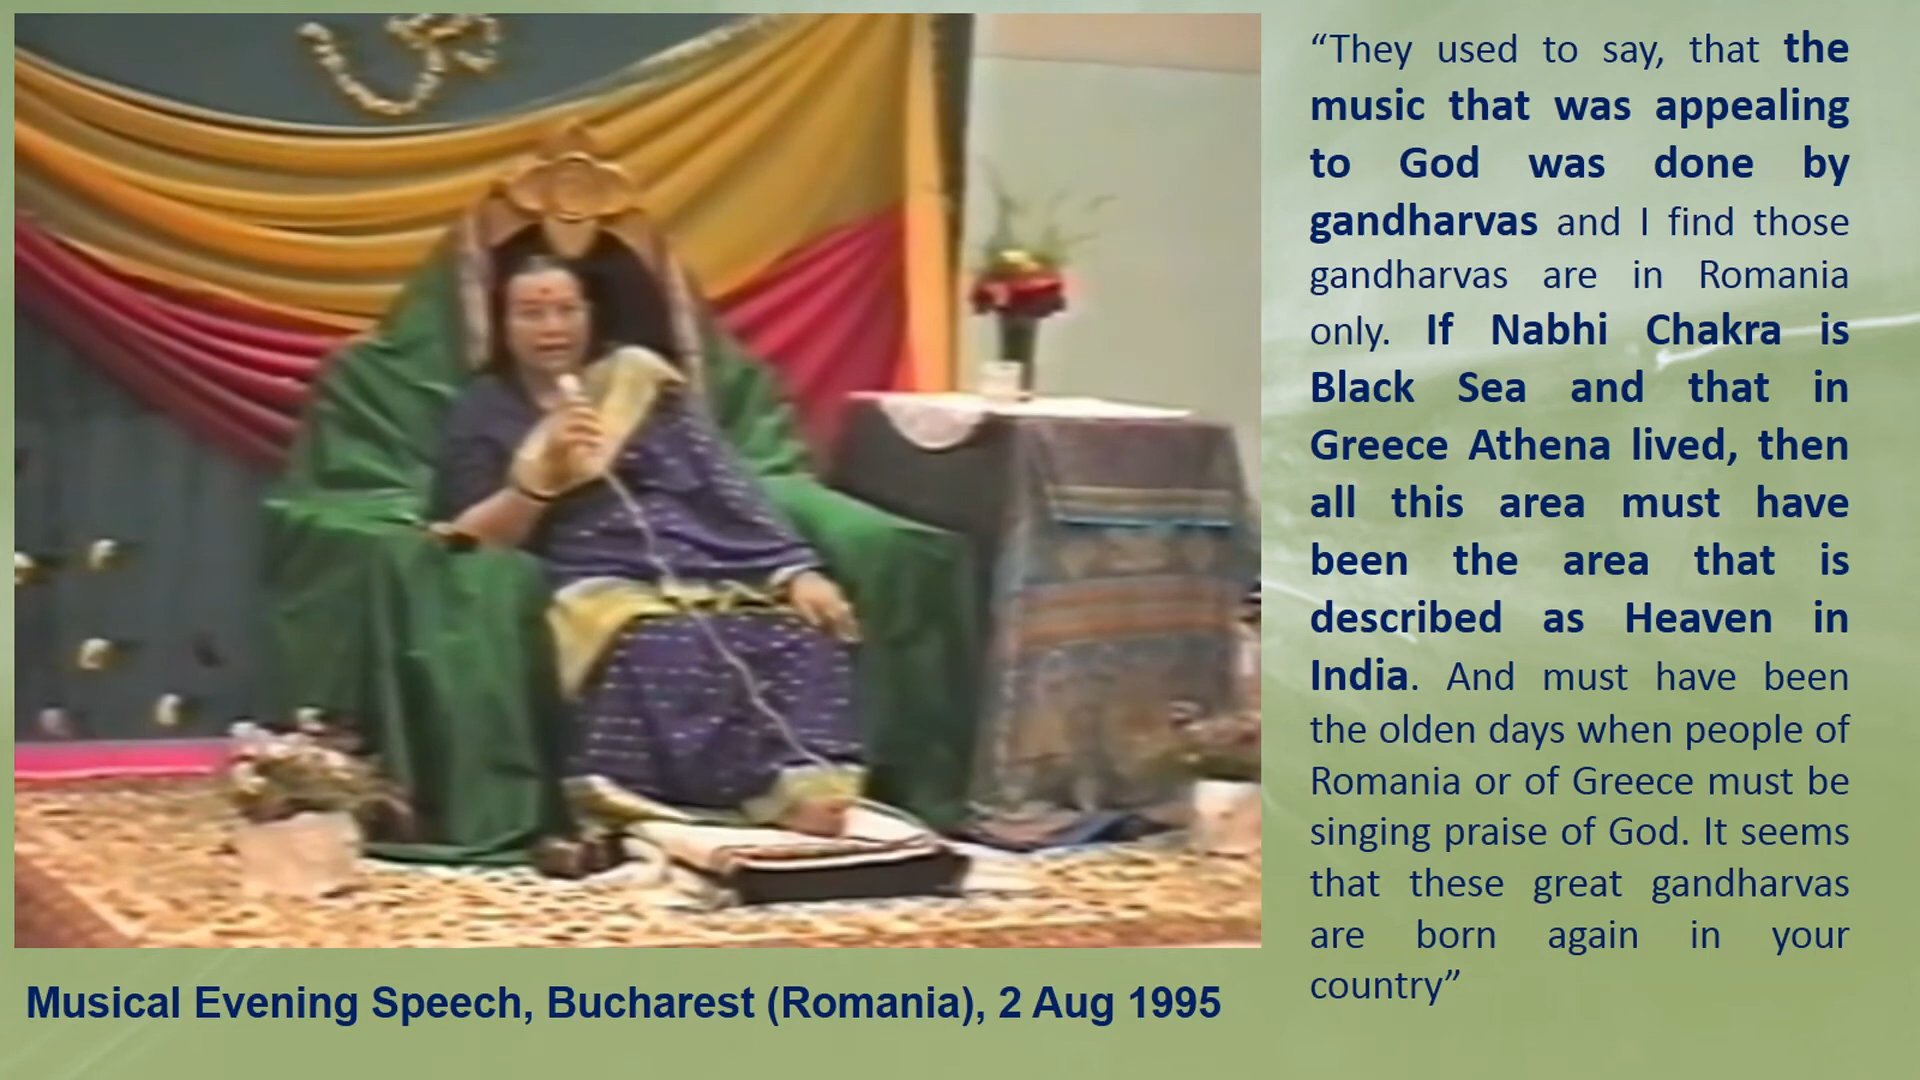 “They used to say, that the
music that was appealing
to God was done by
gandharvas and I find those
gandharvas are in Romania
only. If Nabhi Chakra is
Black Sea and that in
Greece Athena lived, then
all this area must have
been the area that is
described as Heaven in
India. And must have been
the olden days when people of
Romania or of Greece must be
singing praise of God. It seems
that these great gandharvas
are born again in your
country”
Musical Evening Speech, Bucharest (Romania), 2 Aug 1995